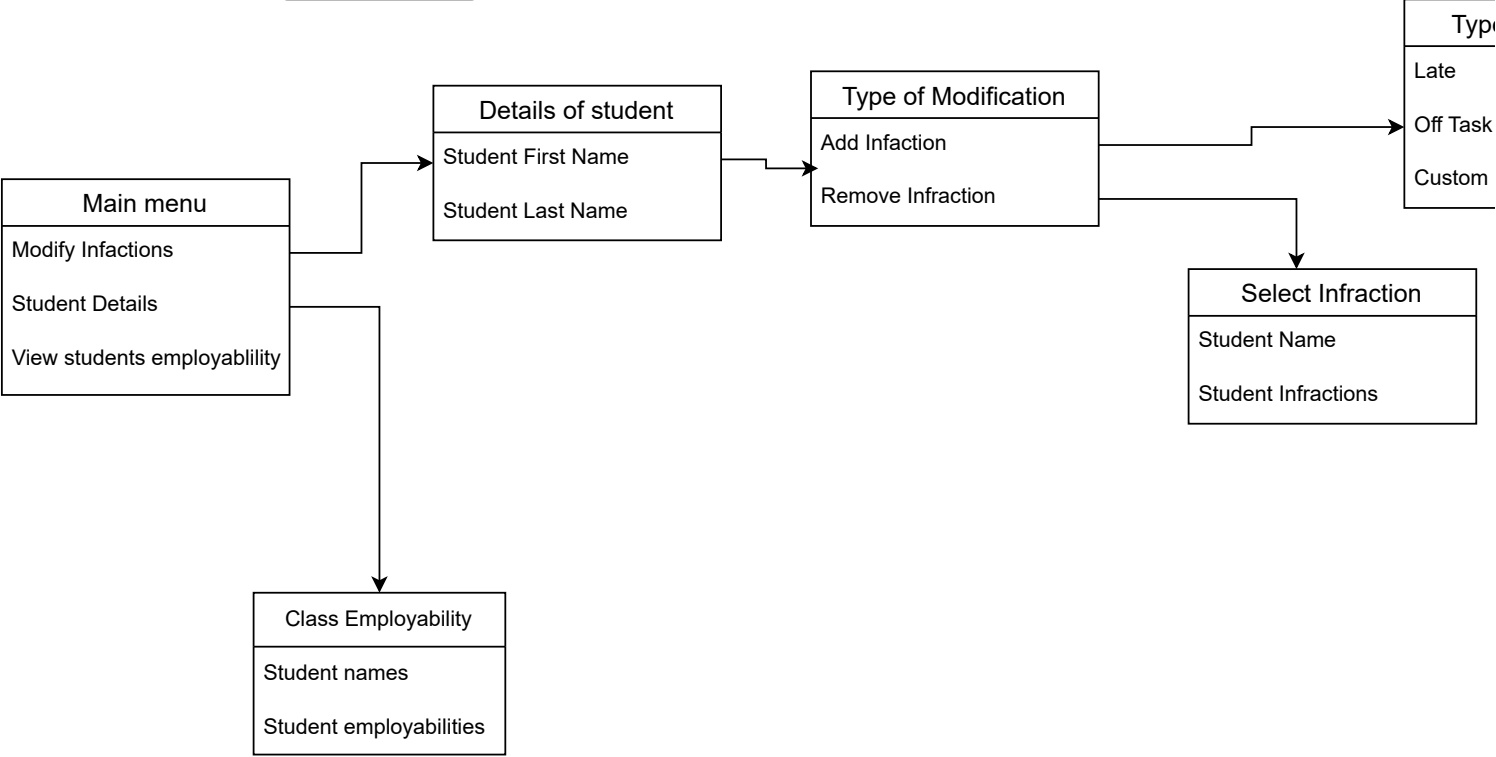 Main menu
Modify Infactions
Student Details
View students employablility
Details of student
Student First Name
Student Last Name
Type of Modification
Add Infaction
Remove Infraction
Late
Off Task
Custom
Select Infraction
Student Name
Student Infractions
Class Employability
Student names
Student employabilities